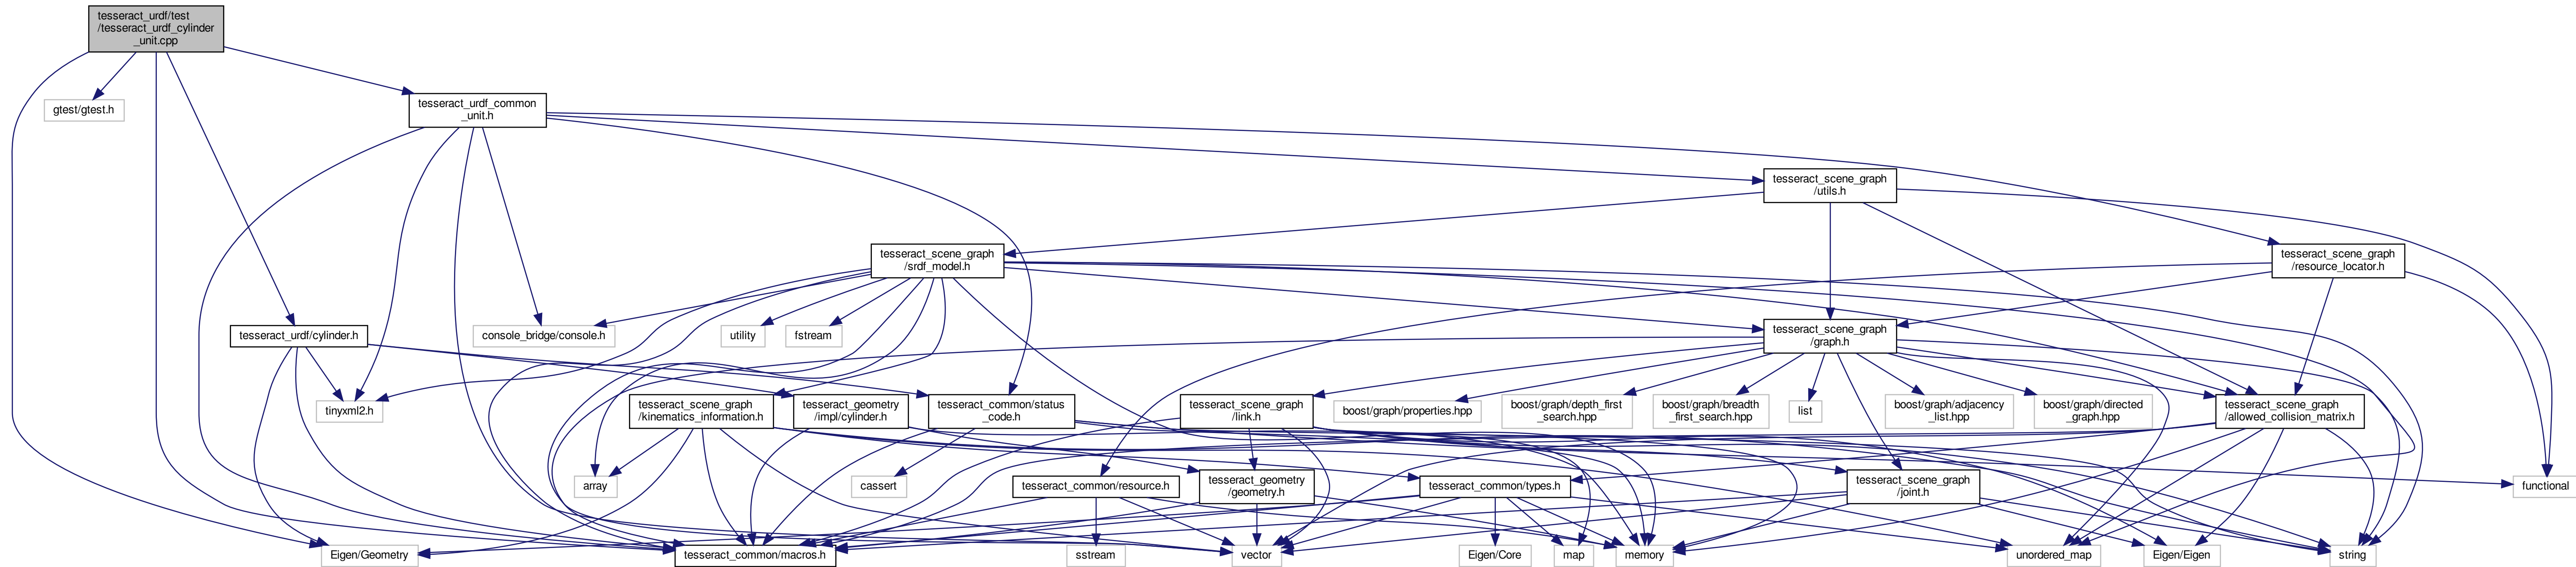 tesseract_urdf/test
/tesseract_urdf_cylinder
_unit.cpp
gtest/gtest.h
tesseract_urdf_common
_unit.h
tesseract_scene_graph
/utils.h
tesseract_scene_graph
/srdf_model.h
tesseract_scene_graph
/resource_locator.h
tesseract_urdf/cylinder.h
console_bridge/console.h
utility
fstream
tesseract_scene_graph
/graph.h
tinyxml2.h
tesseract_scene_graph
/kinematics_information.h
tesseract_geometry
/impl/cylinder.h
tesseract_common/status
_code.h
tesseract_scene_graph
/link.h
boost/graph/properties.hpp
boost/graph/depth_first
_search.hpp
boost/graph/breadth
_first_search.hpp
list
boost/graph/adjacency
_list.hpp
boost/graph/directed
_graph.hpp
tesseract_scene_graph
/allowed_collision_matrix.h
array
cassert
tesseract_common/resource.h
tesseract_geometry
/geometry.h
tesseract_common/types.h
tesseract_scene_graph
/joint.h
functional
Eigen/Geometry
tesseract_common/macros.h
sstream
vector
Eigen/Core
map
memory
unordered_map
Eigen/Eigen
string